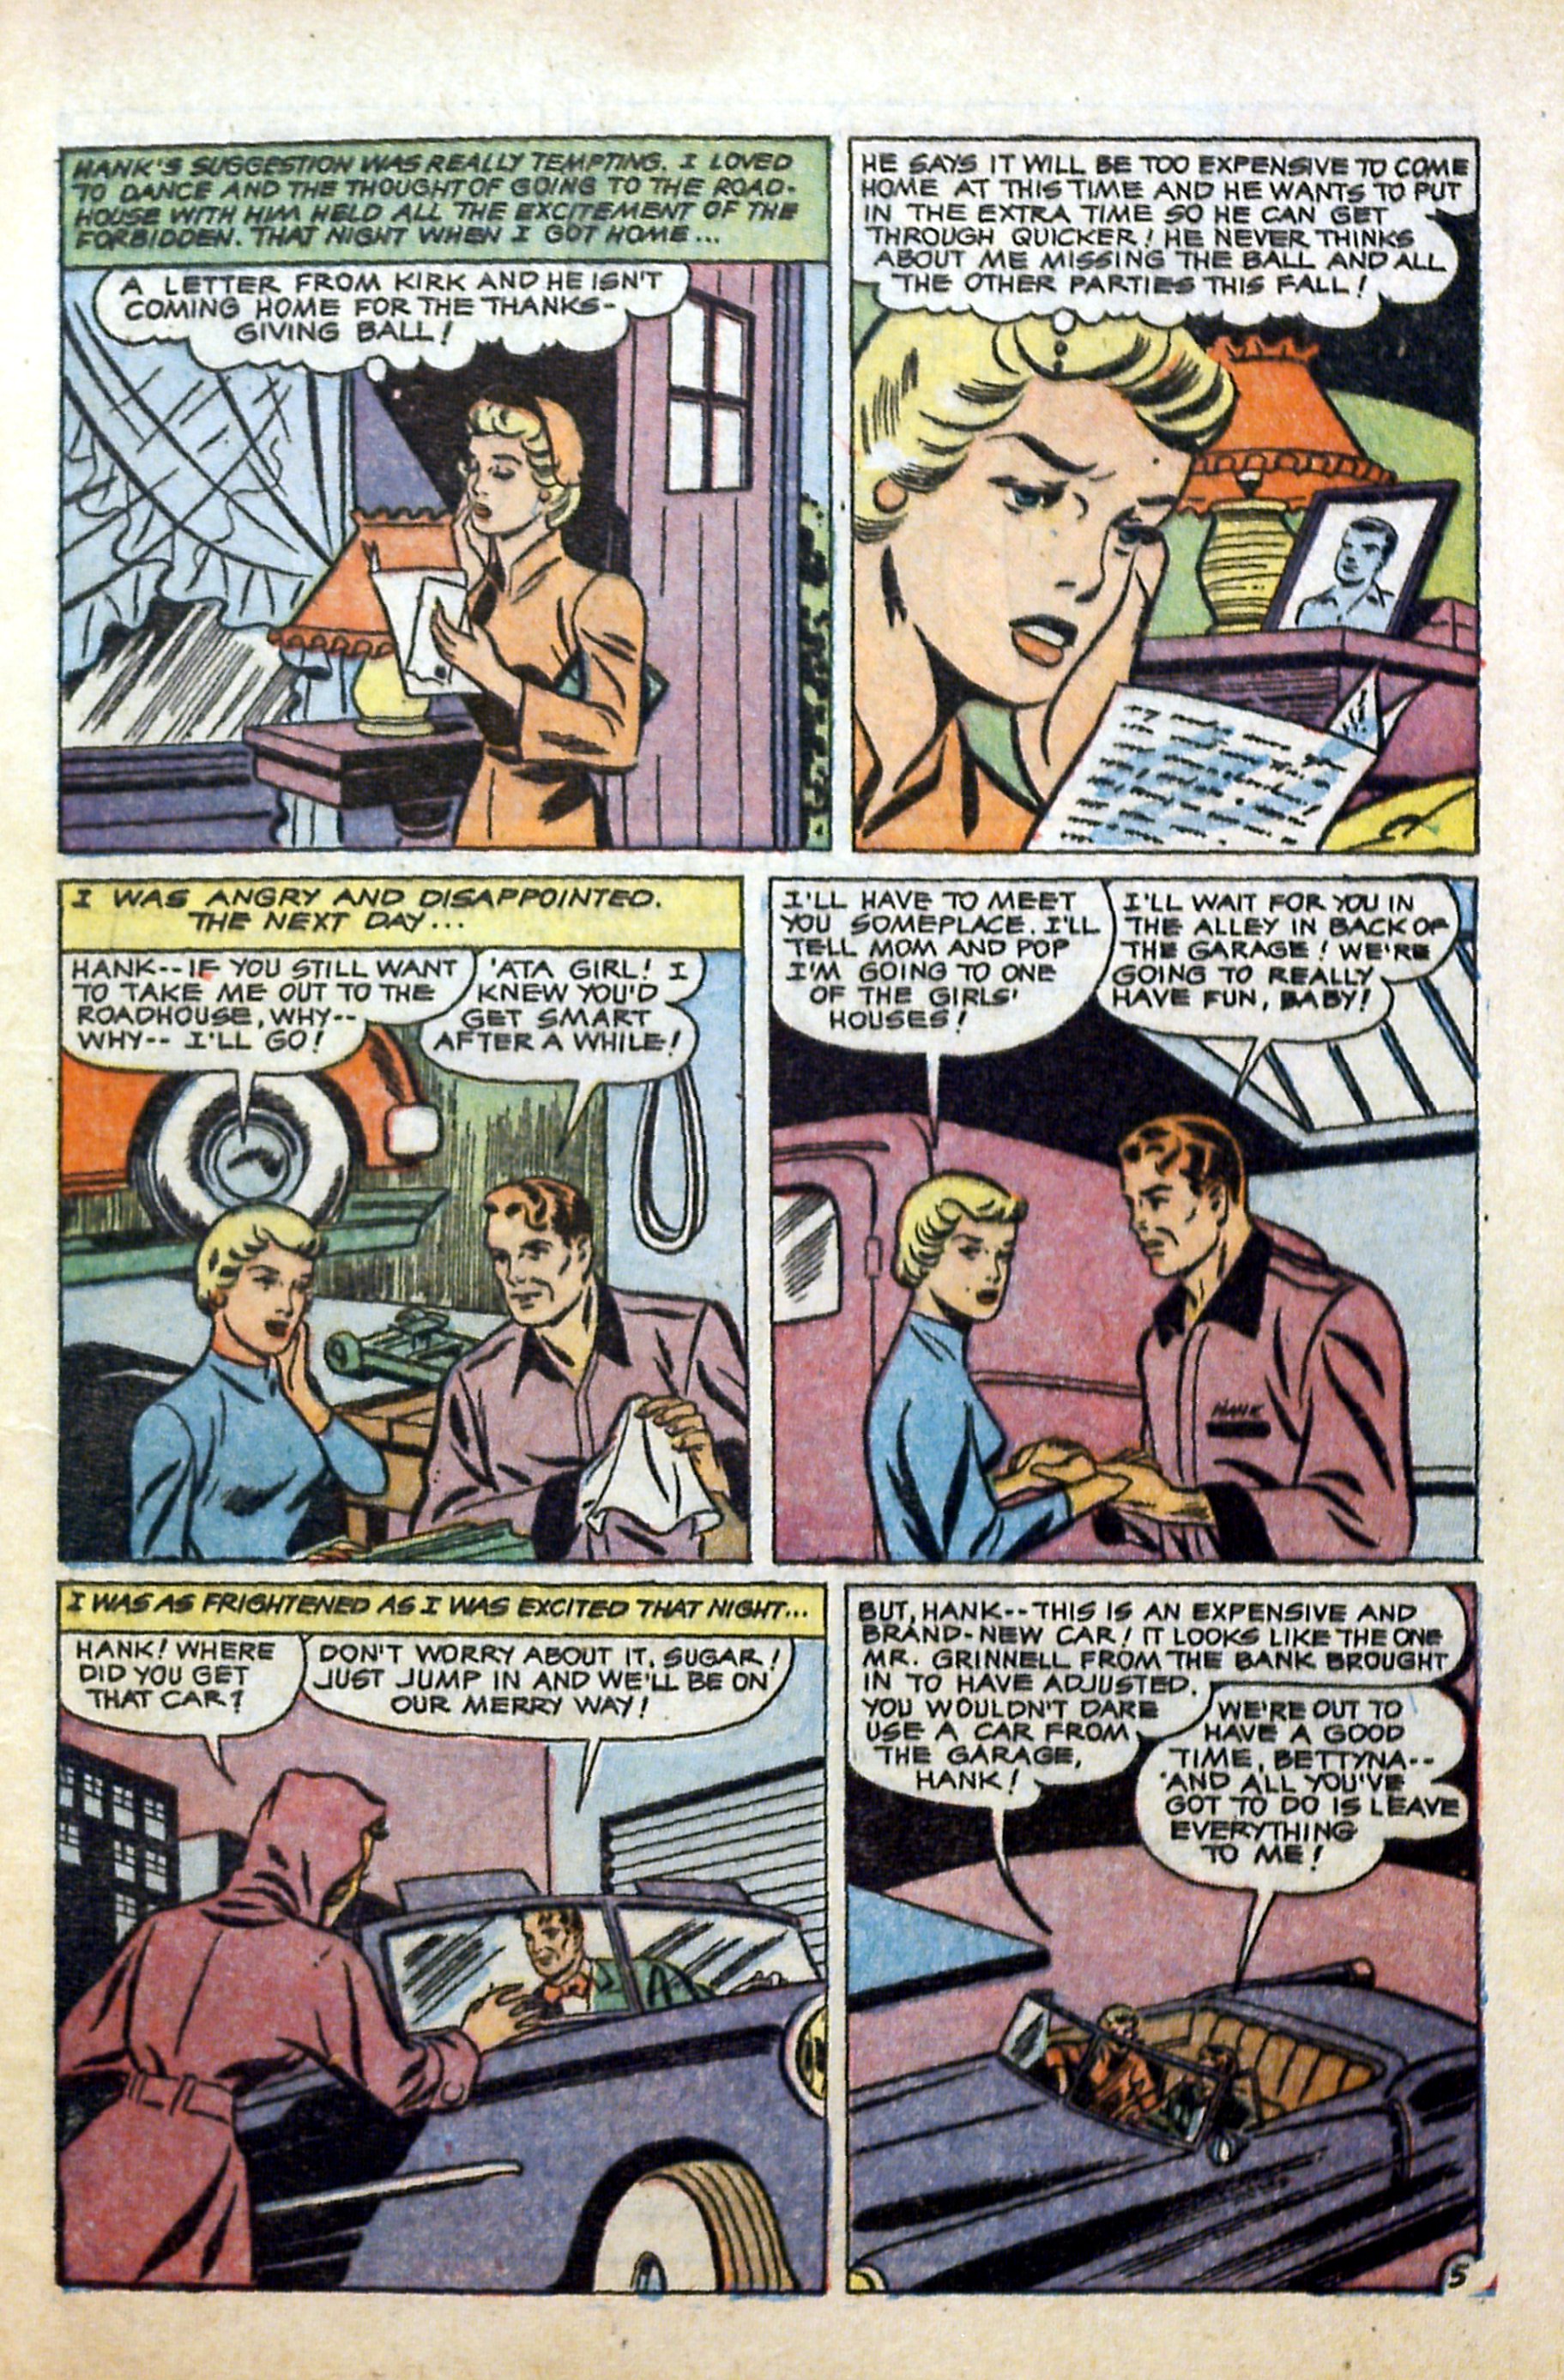 HANK'S SUGGESTION WAS REALLY TEMPTING. I LOVED
TO DANCE AND THE THOUGHT OF GOING TO THE ROAD-
HOUSE WITH HIM HELD ALL THE EXCITEMENT OF THE
FORBIDDEN. THAT NIGHT WHEN I GOT HOME...
A LETTER FROM KIRK AND HE ISN'T
COMING HOME FOR THE THANKS-
GIVING BALL!
HE SAYS IT WILL BE TOO EXPENSIVE TO COME
HOME AT THIS TIME AND HE WANTS TO PUT
IN THE EXTRA TIME SO HE CAN GET
THROUGH QUICKER! HE NEVER THINKS
ABOUT ME MISSING THE BALL AND ALL
THE OTHER PARTIES THIS FALL!
I WAS ANGRY AND DISAPPOINTED.
THE NEXT DAY...
HANK--IF YOU STILL WANT
TO TAKE ME OUT TO THE
ROADHOUSE, WHY--
WHY-- I'LL GO!
'ATA GIRL! I
KNEW YOU'D
GET SMART
AFTER A WHILE!
I'LL HAVE TO MEET
YOU SOMEPLACE. I'LL
TELL MOM AND POP
I'M GOING TO ONE
OF THE GIRLS'
HOUSES!
I'LL WAIT FOR YOU IN
THE ALLEY IN BACK OF
THE GARAGE! WE'RE
GOING TO REALLY
HAVE FUN, BABY!
HANK
I WAS AS FRIGHTENED AS I WAS EXCITED THAT NIGHT...
HANK! WHERE
DID YOU GET
THAT CAR?
DON'T WORRY ABOUT IT, SUGAR!
JUST JUMP IN AND WE'LL BE ON
OUR MERRY WAY!
BUT, HANK--THIS IS AN EXPENSIVE AND
BRAND-NEW CAR! IT LOOKS LIKE THE ONE
MR. GRINNELL FROM THE BANK BROUGHT
IN TO HAVE ADJUSTED.
YOU WOULDN'T DARE
USE A CAR FROM
THE GARAGE,
HANK!
WE'RE OUT TO
HAVE A GOOD
TIME, BETTYNA--
'AND ALL YOU'VE
GOT TO DO IS LEAVE
EVERYTHING
TO ME!
5